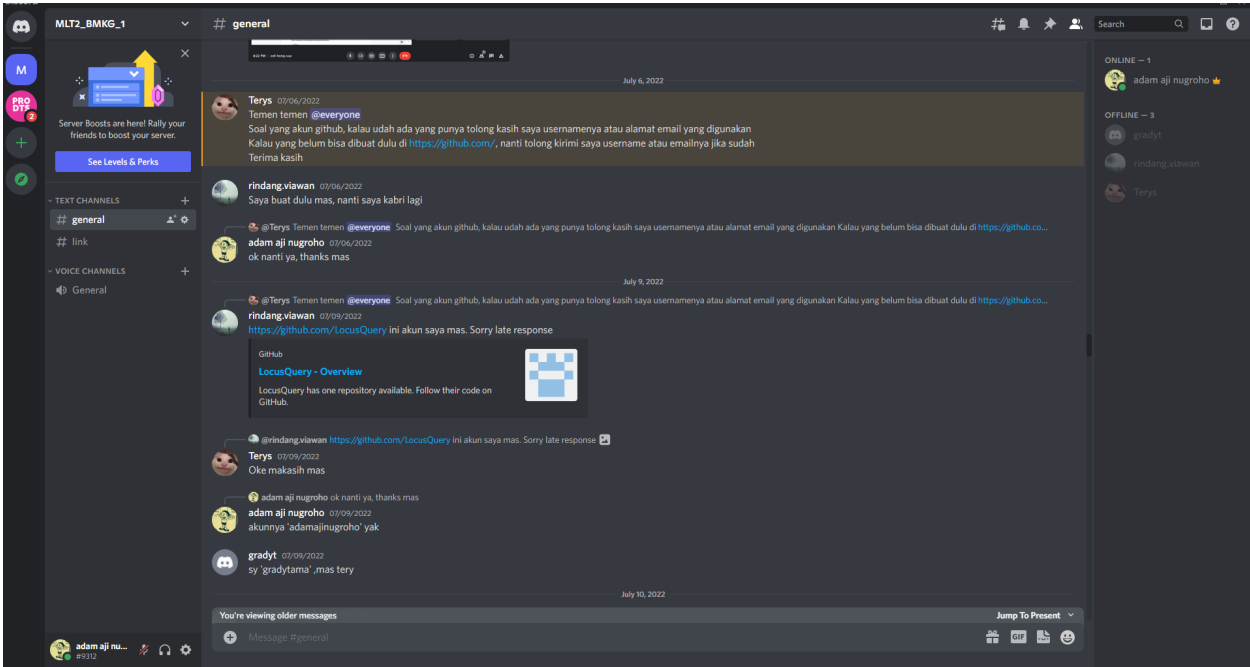 MLT2_BMKG_1
# general
Search
M
PRO
DTS
2
Server Boosts are here! Rally your
friends to boost your server.
See Levels & Perks
TEXT CHANNELS
# general
# link
VOICE CHANNELS
General
July 6, 2022
Terys 07/06/2022
Temen temen @everyone
Soal yang akun github, kalau udah ada yang punya tolong kasih saya usernamenya atau alamat email yang digunakan
Kalau yang belum bisa dibuat dulu di https://github.com/, nanti tolong kirimi saya username atau emailnya jika sudah
Terima kasih
rindang.viawan 07/06/2022
Saya buat dulu mas, nanti saya kabri lagi
@Terys Temen temen @everyone Soal yang akun github, kalau udah ada yang punya tolong kasih saya usernamenya atau alamat email yang digunakan Kalau yang belum bisa dibuat dulu di https://github.co...
adam aji nugroho 07/06/2022
ok nanti ya, thanks mas
July 9, 2022
@Terys Temen temen @everyone Soal yang akun github, kalau udah ada yang punya tolong kasih saya usernamenya atau alamat email yang digunakan Kalau yang belum bisa dibuat dulu di https://github.co...
rindang.viawan 07/09/2022
https://github.com/LocusQuery ini akun saya mas. Sorry late response
GitHub
LocusQuery - Overview
LocusQuery has one repository available. Follow their code on
GitHub.
@rindang.viawan https://github.com/LocusQuery ini akun saya mas. Sorry late response
Terys 07/09/2022
Oke makasih mas
adam aji nugroho ok nanti ya, thanks mas
adam aji nugroho 07/09/2022
akunnya 'adamajinugroho' yak
gradyt 07/09/2022
sy 'gradytama' ,mas tery
July 10, 2022
You're viewing older messages
Jump To Present
Message #general
GIF
adam aji nu...
#9312
ONLINE — 1
adam aji nugroho
OFFLINE — 3
gradyt
rindang.viawan
Terys